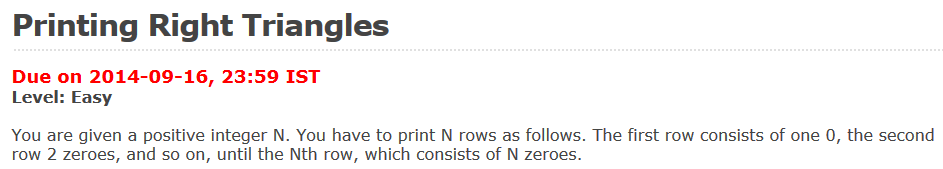 Printing Right Triangles
Due on 2014-09-16, 23:59 IST
Level: Easy
You are given a positive integer N. You have to print N rows as follows. The first row consists of one 0, the second
row 2 zeroes, and so on, until the Nth row, which consists of N zeroes.